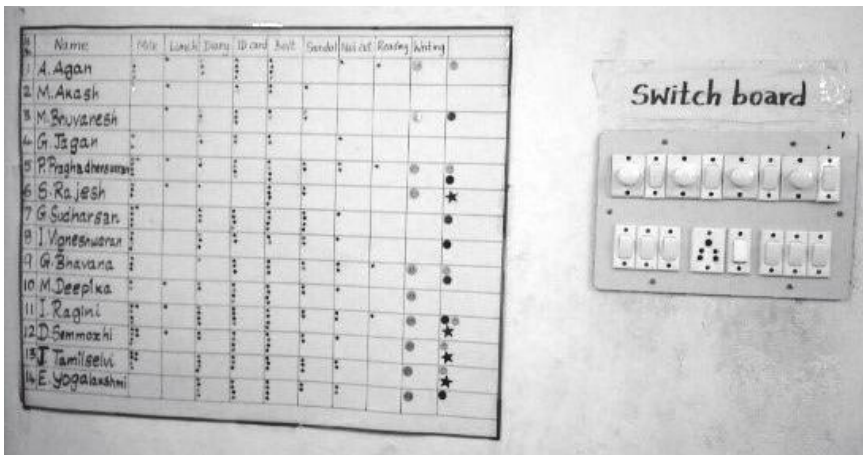 Name Milk Lunch Diary ID card Belt Sandal Nail cut Reading Writing
1 A. Agan
2 M. Akash
3 M. Bhuvanesh
4 G. Jagan
5 P. Praghadheeswaran
6 S. Rajesh
7 G Sudharsan
8 I. Vigneshwaran
9 G. Bhavana
10 M. Deepika
11 I. Ragini
12 D. Semmozhi
13 J Tamilselvi
14 E. Yogalakshmi
Switch board